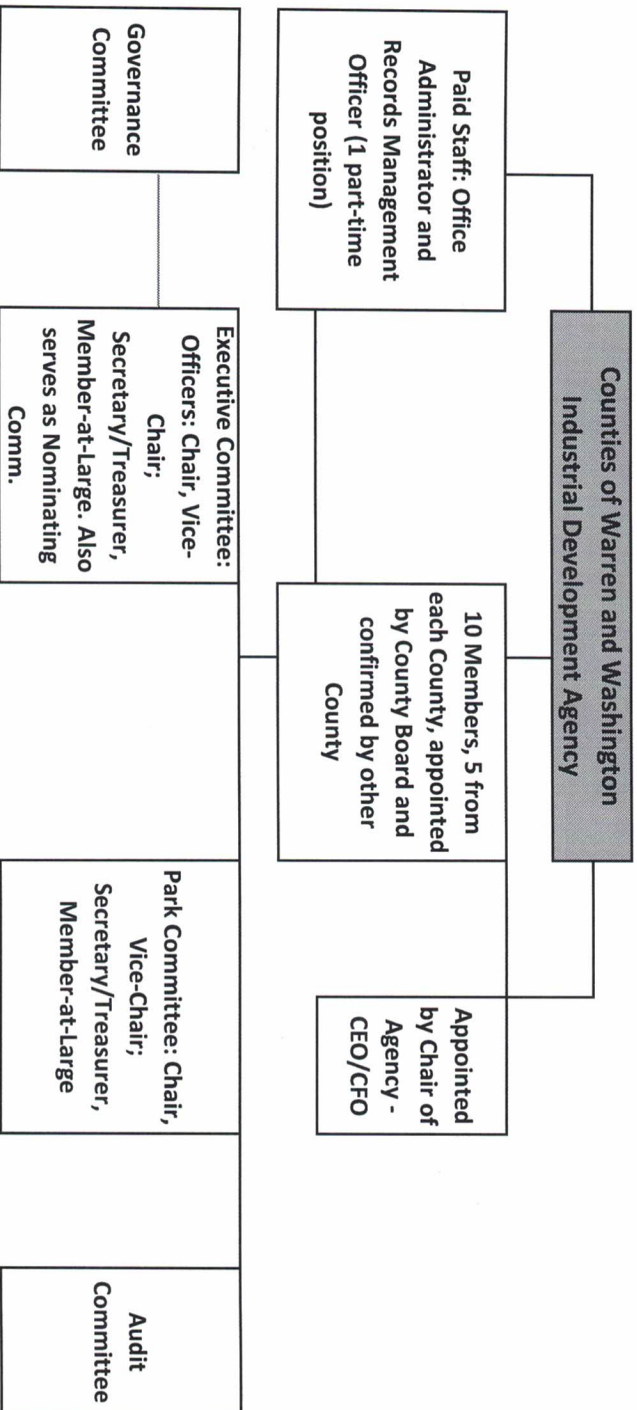 Counties of Warren and Washington
Industrial Development Agency
Paid Staff: Office
Administrator and
Records Management
Officer (1 part-time
position)
10 Members, 5 from
each County, appointed
by County Board and
confirmed by other
County
Appointed
by Chair of
Agency -
CEO/CFO
Governance
Committee
Executive Committee:
Officers: Chair, Vice-
Chair;
Secretary/Treasurer,
Member-at-Large. Also
serves as Nominating
Comm.
Park Committee: Chair,
Vice-Chair;
Secretary/Treasurer,
Member-at-Large
Audit
Committee